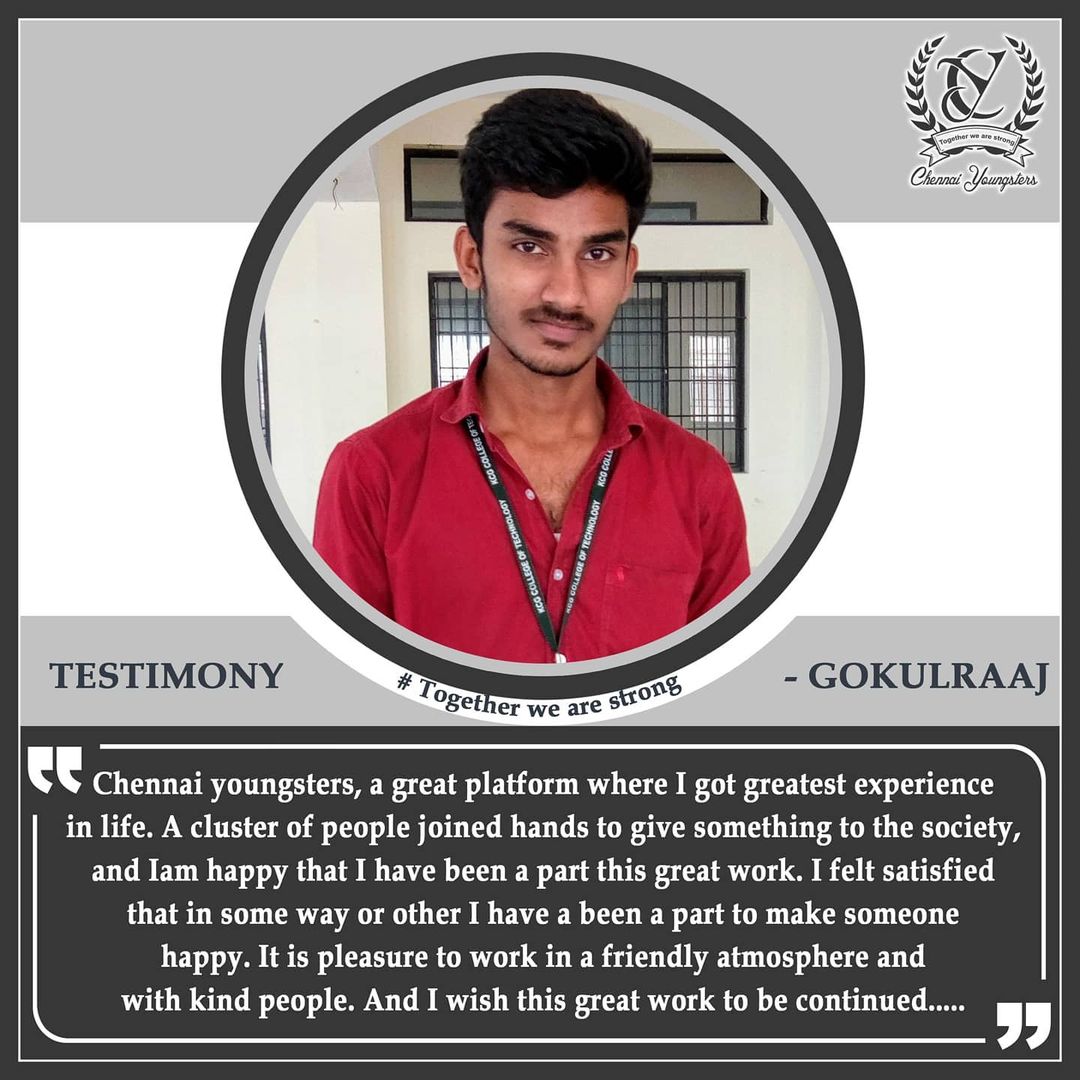 CY
Together we are strong
Chennai Youngsters
KCG COLLEGE OF TECHNOLOGY
KCG COLLEGE OF TECHNOLOGY
TESTIMONY
# Together we are strong
- GOKULRAAJ
Chennai youngsters, a great platform where I got greatest experience
in life. A cluster of people joined hands to give something to the society,
and Iam happy that I have been a part this great work. I felt satisfied
that in some way or other I have a been a part to make someone
happy. It is pleasure to work in a friendly atmosphere and
with kind people. And I wish this great work to be continued.....